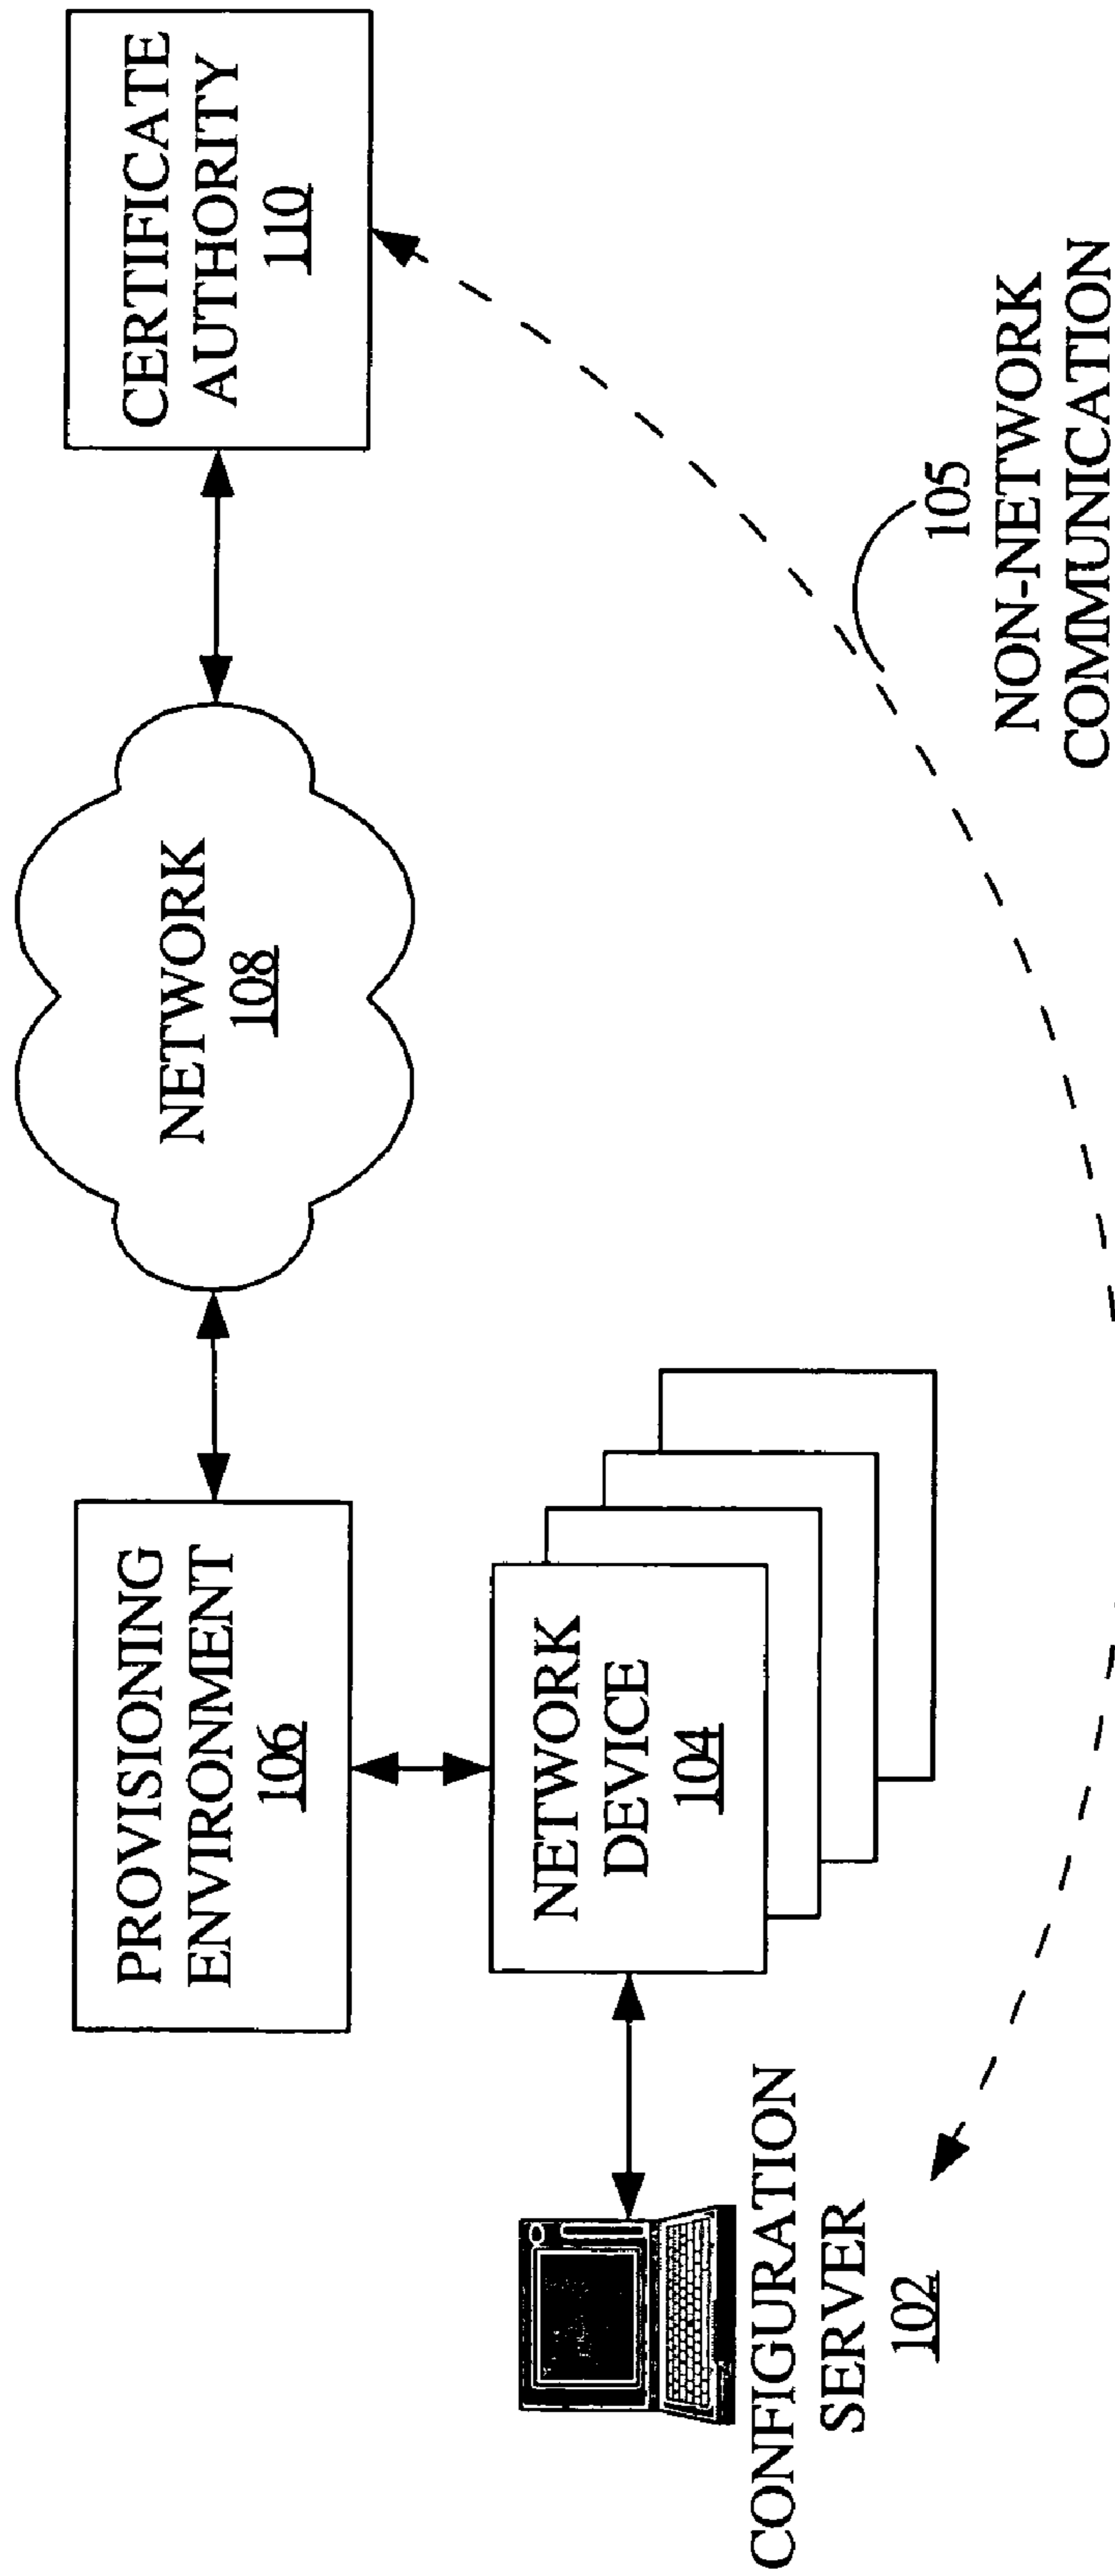 PROVISIONING
ENVIRONMENT
106
NETWORK
108
CERTIFICATE
AUTHORITY
110
NETWORK
DEVICE
104
CONFIGURATION
SERVER
102
105
NON-NETWORK
COMMUNICATION